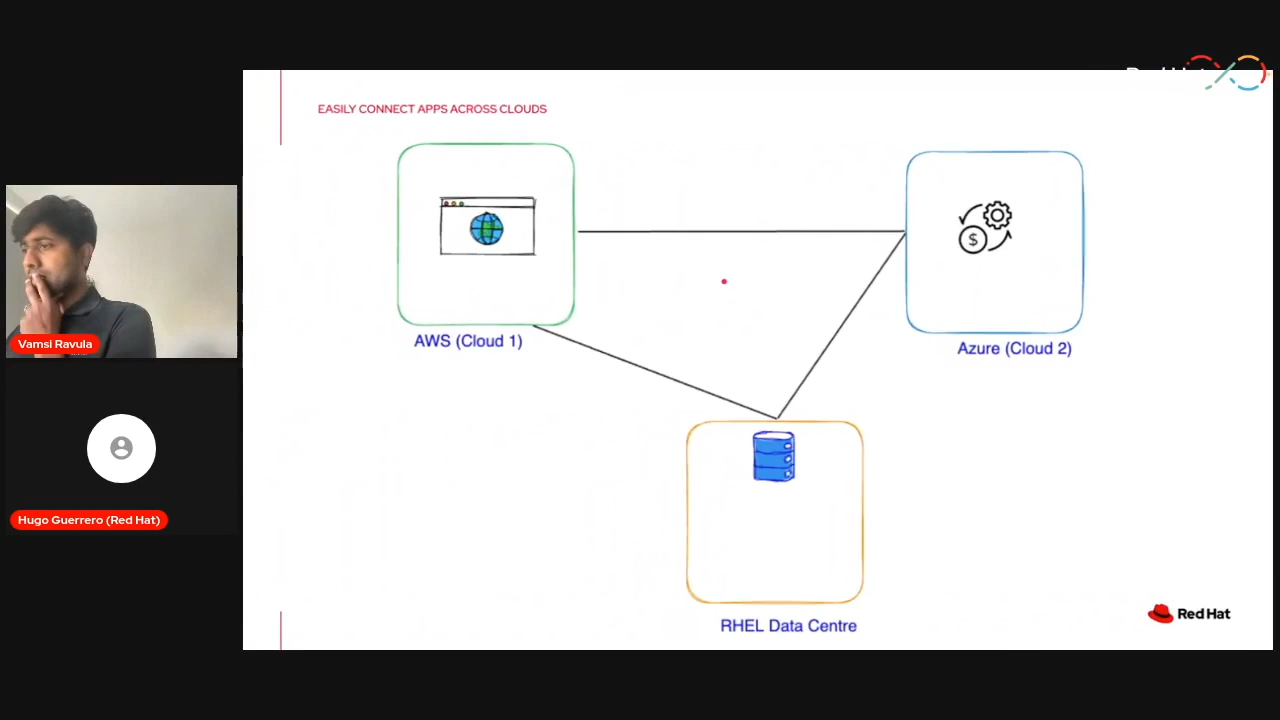 EASILY CONNECT APPS ACROSS CLOUDS
AWS (Cloud 1)
$
Azure (Cloud 2)
Vamsi Ravula
Hugo Guerrero (Red Hat)
RHEL Data Centre
Red Hat